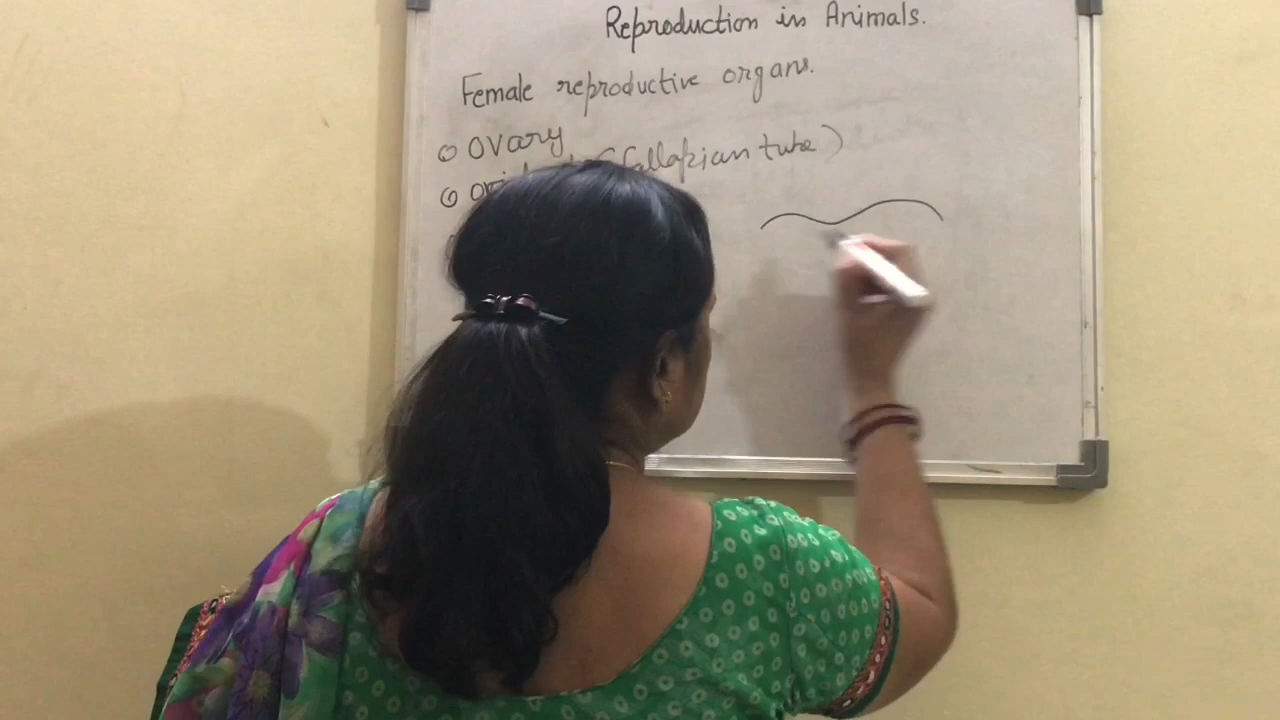 Reproduction in Animals.
Female reproductive organs.
ovary
(fallopian tube)